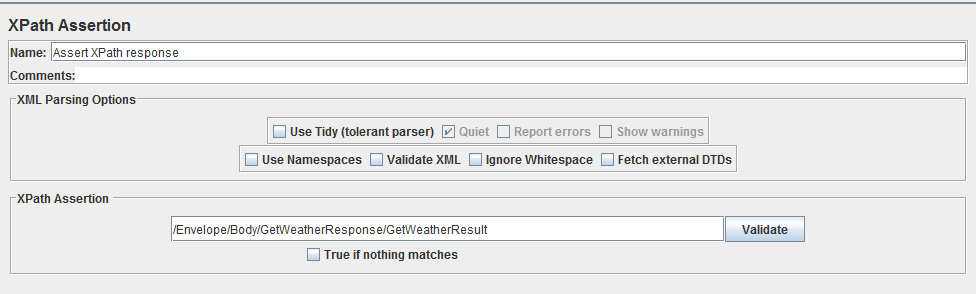 XPath Assertion
Name: Assert XPath response
Comments:
XML Parsing Options
Use Tidy (tolerant parser) Quiet Report errors Show warnings
Use Namespaces Validate XML Ignore Whitespace Fetch external DTDs
XPath Assertion
/Envelope/Body/GetWeatherResponse/GetWeatherResult Validate
True if nothing matches